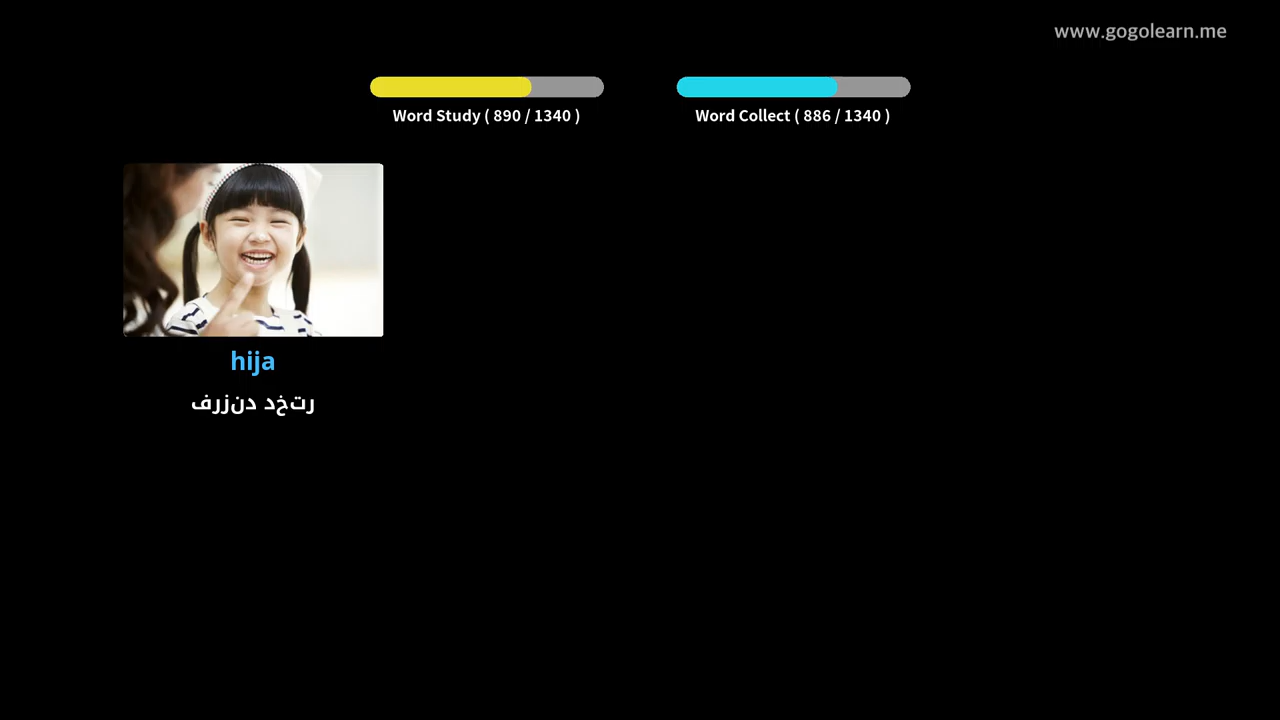 www.gogolearn.me
Word Study ( 890 / 1340 )
Word Collect ( 886 / 1340 )
hija
رتخد دنزرف